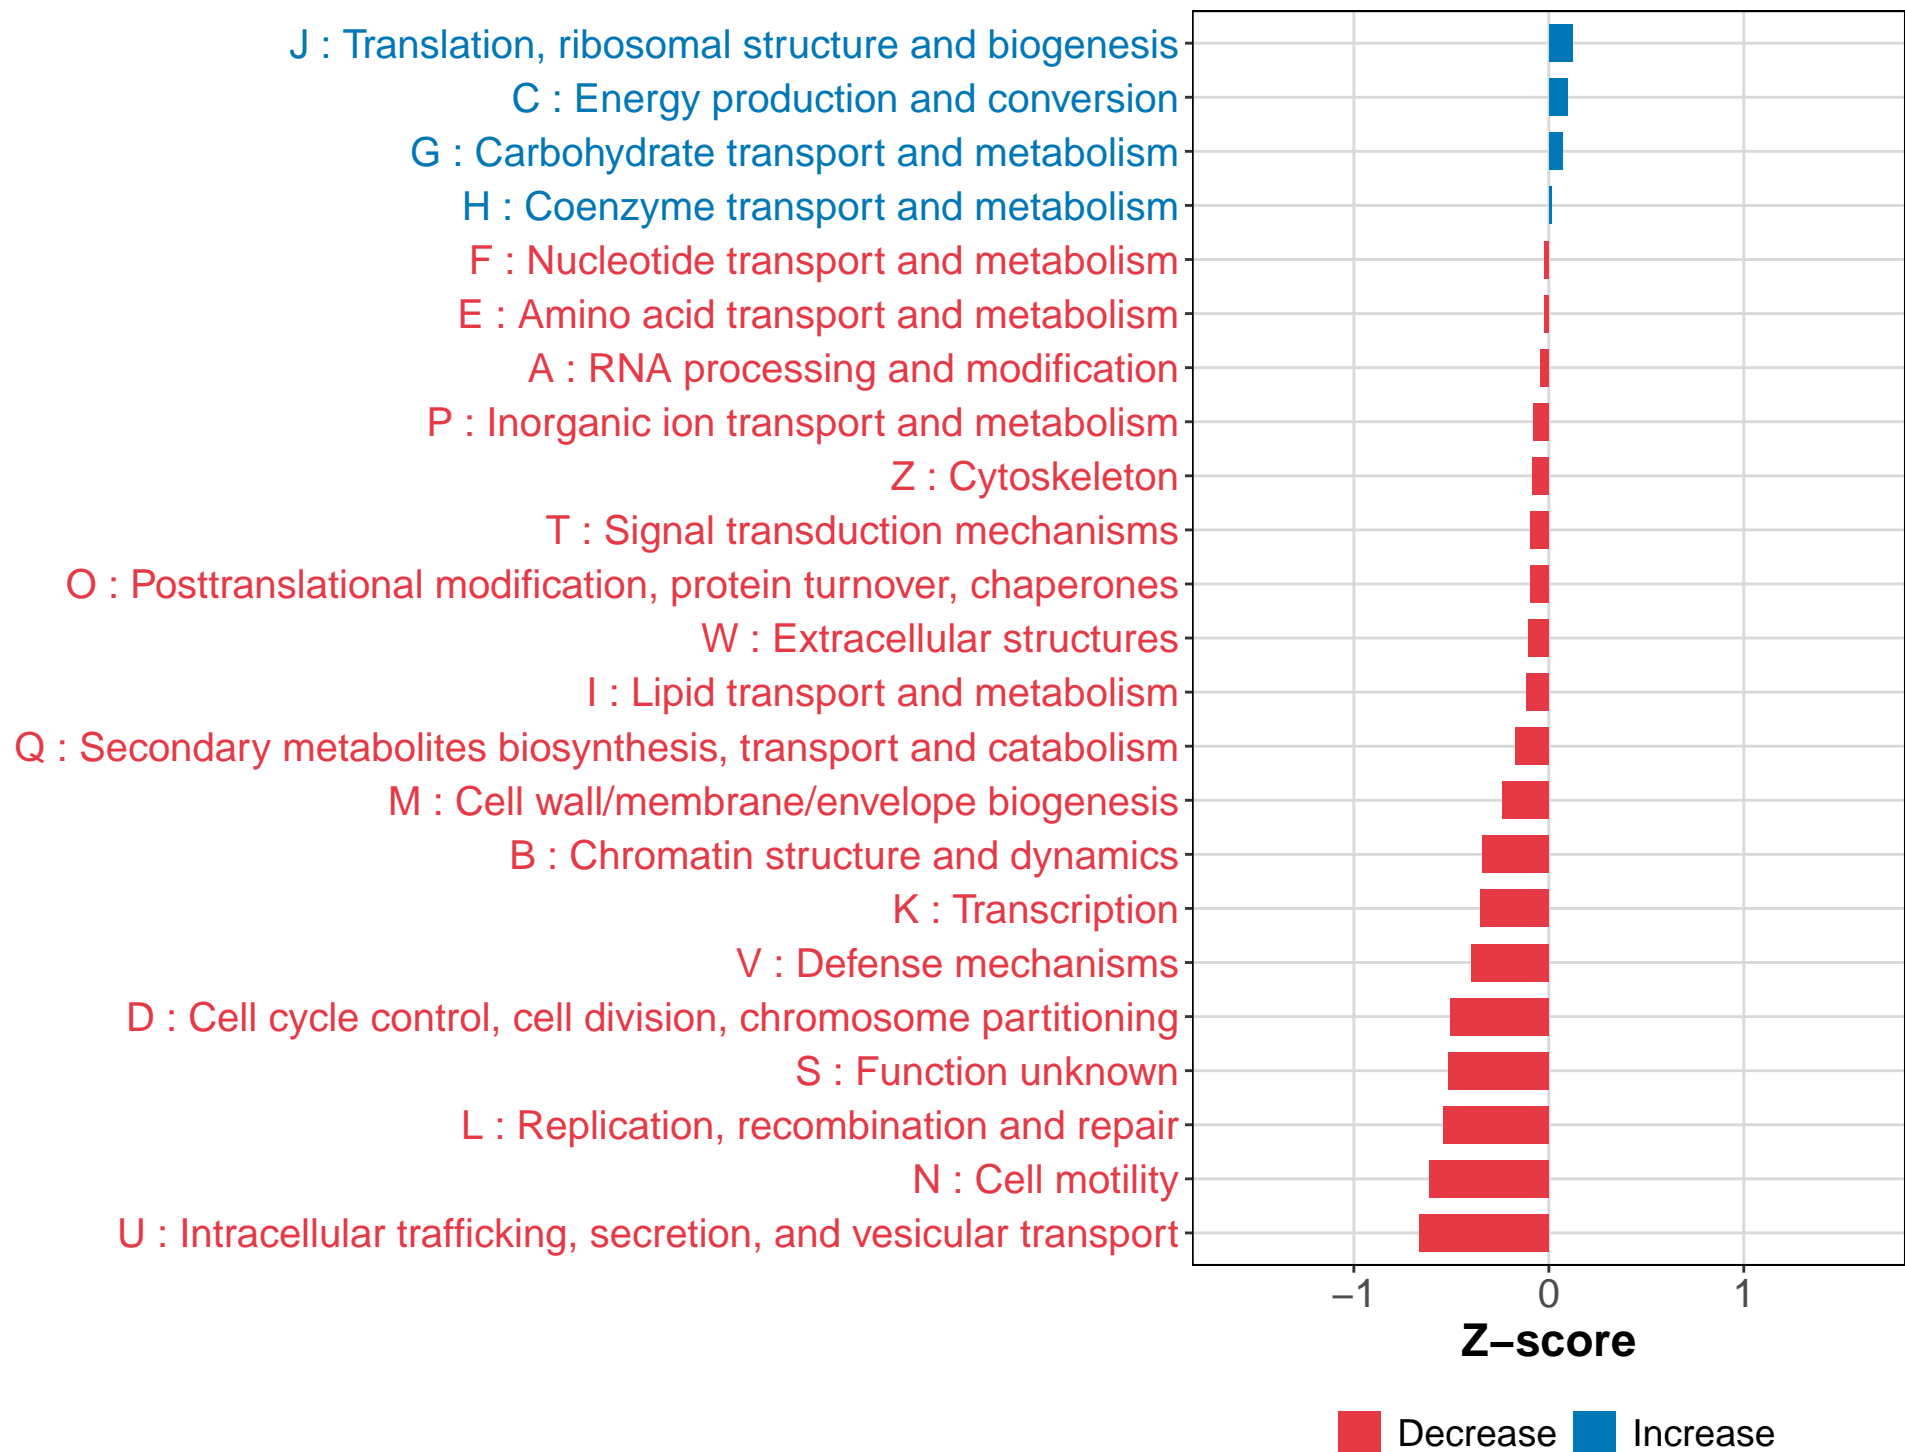 J : Translation, ribosomal structure and biogenesis
C : Energy production and conversion
G : Carbohydrate transport and metabolism
H : Coenzyme transport and metabolism
F : Nucleotide transport and metabolism
E : Amino acid transport and metabolism
A : RNA processing and modification
P : Inorganic ion transport and metabolism
Z : Cytoskeleton
T : Signal transduction mechanisms
O : Posttranslational modification, protein turnover, chaperones
W : Extracellular structures
I : Lipid transport and metabolism
Q : Secondary metabolites biosynthesis, transport and catabolism
M : Cell wall/membrane/envelope biogenesis
B : Chromatin structure and dynamics
K : Transcription
V : Defense mechanisms
D : Cell cycle control, cell division, chromosome partitioning
S : Function unknown
L : Replication, recombination and repair
N : Cell motility
U : Intracellular trafficking, secretion, and vesicular transport
−1 0 1
Z−score
Decrease Increase